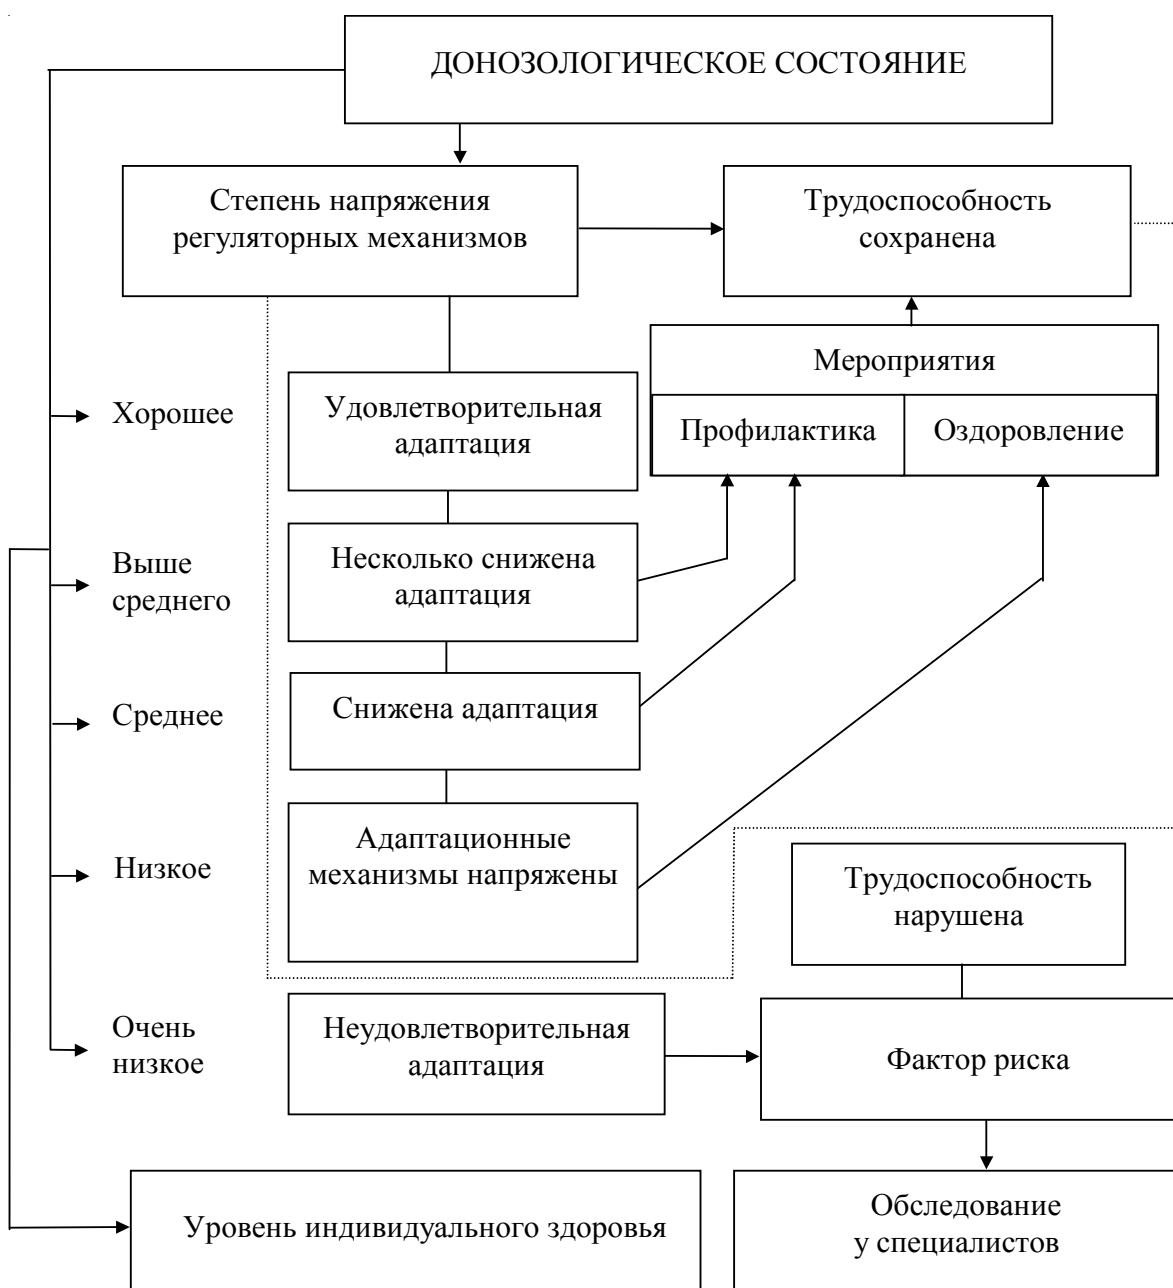 ДОНОЗОЛОГИЧЕСКОЕ СОСТОЯНИЕ
Степень напряжения
регуляторных механизмов
Трудоспособность
сохранена
Мероприятия
Профилактика
Оздоровление
Хорошее
Удовлетворительная
адаптация
Выше
среднего
Несколько снижена
адаптация
Среднее
Снижена адаптация
Низкое
Адаптационные
механизмы напряжены
Трудоспособность
нарушена
Очень
низкое
Неудовлетворительная
адаптация
Фактор риска
Уровень индивидуального здоровья
Обследование
у специалистов